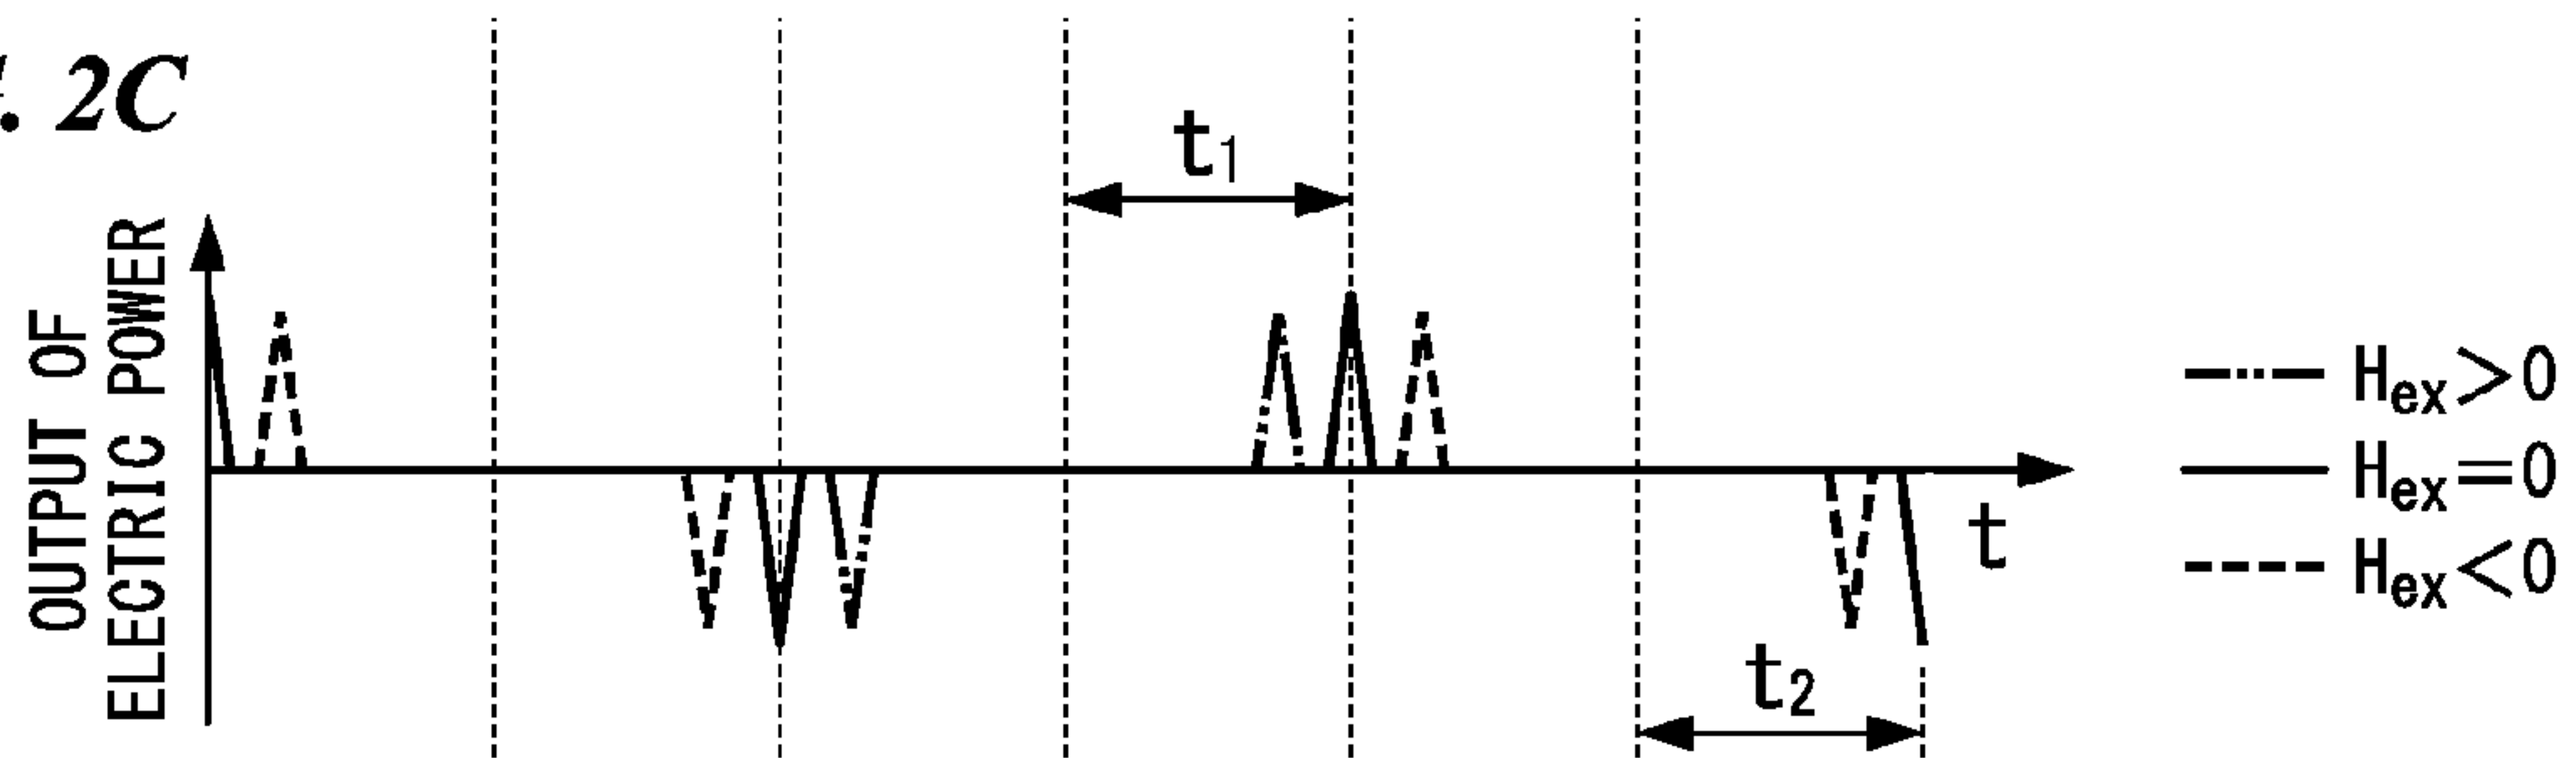 . 2C
t1
OUTPUT OF
ELECTRIC POWER
t
t2
Hex>0
Hex=0
Hex<0